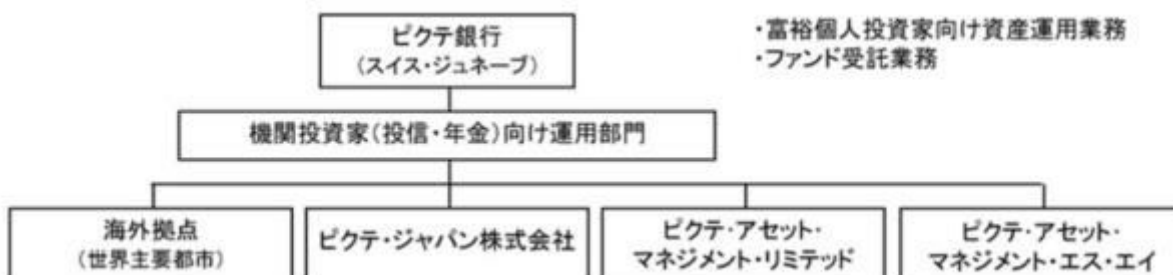 ピクテ銀行
(スイス・ジュネーブ)
・富裕個人投資家向け資産運用業務
・ファンド受託業務
機関投資家(投信・年金)向け運用部門
海外拠点
(世界主要都市)
ピクテ・ジャパン株式会社
ピクテ・アセット・
マネジメント・リミテッド
ピクテ・アセット・
マネジメント・エス・エイ